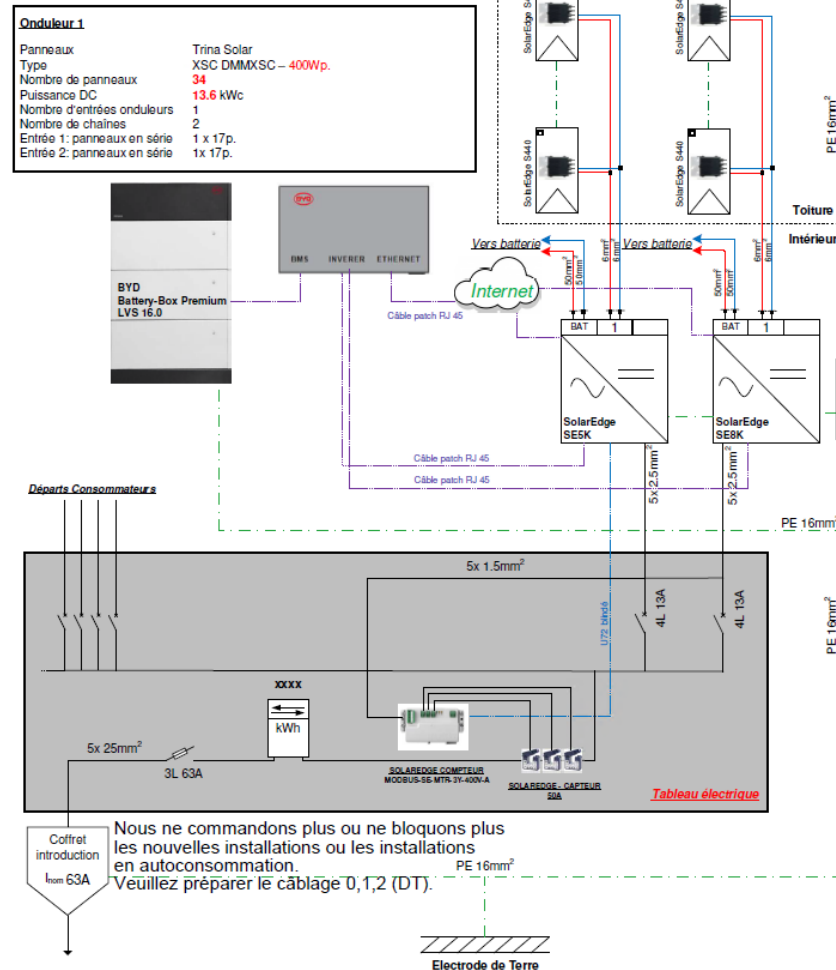 Onduleur 1
Panneaux Trina Solar
Type XSC DMMXSC – 400Wp.
Nombre de panneaux 34
Puissance DC 13.6 kWc
Nombre d'entrées onduleurs 1
Nombre de chaînes 2
Entrée 1: panneaux en série 1 x 17p.
Entrée 2: panneaux en série 1x 17p.
SolarEdge S4
SolarEdge S4
SolarEdge S440
SolarEdge S440
PE 16mm²
Toiture
Intérieur
BYD
Battery-Box Premium
LVS 16.0
BYD
BMS INVERER ETHERNET
Câble patch RJ 45
Internet
Vers batterie
Vers batterie
50mm²
50mm²
6mm²
6mm²
50mm²
50mm²
6mm²
6mm²
BAT 1
BAT 1
SolarEdge
SE5K
SolarEdge
SE8K
Câble patch RJ 45
Câble patch RJ 45
5x 2.5mm²
5x 2.5mm²
Départs Consommateurs
PE 16mm²
5x 1.5mm²
U72 blindé
4L 13A
4L 13A
PE 16mm²
XXXX
kWh
5x 25mm²
3L 63A
SOLAREDGE COMPTEUR
MODBUS-SE-MTR-3Y-400V-A
SOLAREDGE - CAPTEUR
50A
Tableau électrique
Coffret
introduction
Inom 63A
Nous ne commandons plus ou ne bloquons plus
les nouvelles installations ou les installations
en autoconsommation.
Veuillez préparer le câblage 0,1,2 (DT).
PE 16mm²
Electrode de Terre